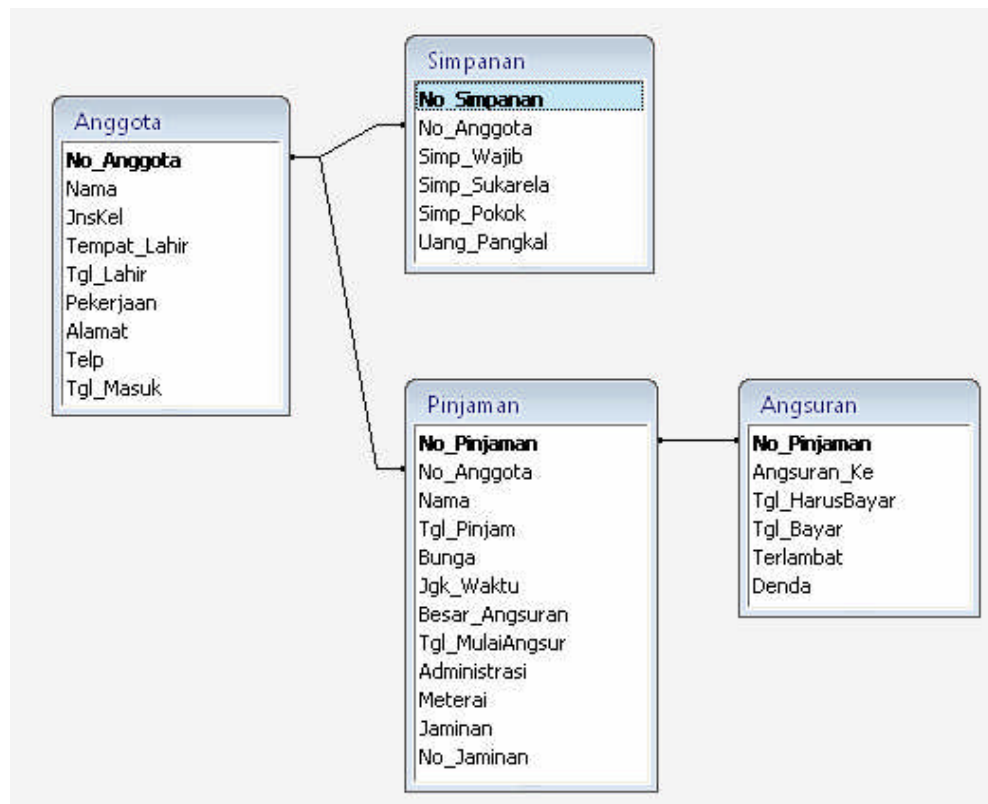 Anggota
No_Anggota
Nama
JnsKel
Tempat_Lahir
Tgl_Lahir
Pekerjaan
Alamat
Telp
Tgl_Masuk
Simpanan
No_Simpanan
No_Anggota
Simp_Wajib
Simp_Sukarela
Simp_Pokok
Uang_Pangkal
Pinjaman
No_Pinjaman
No_Anggota
Nama
Tgl_Pinjam
Bunga
Jgk_Waktu
Besar_Angsuran
Tgl_MulaiAngsur
Administrasi
Meterai
Jaminan
No_Jaminan
Angsuran
No_Pinjaman
Angsuran_Ke
Tgl_HarusBayar
Tgl_Bayar
Terlambat
Denda